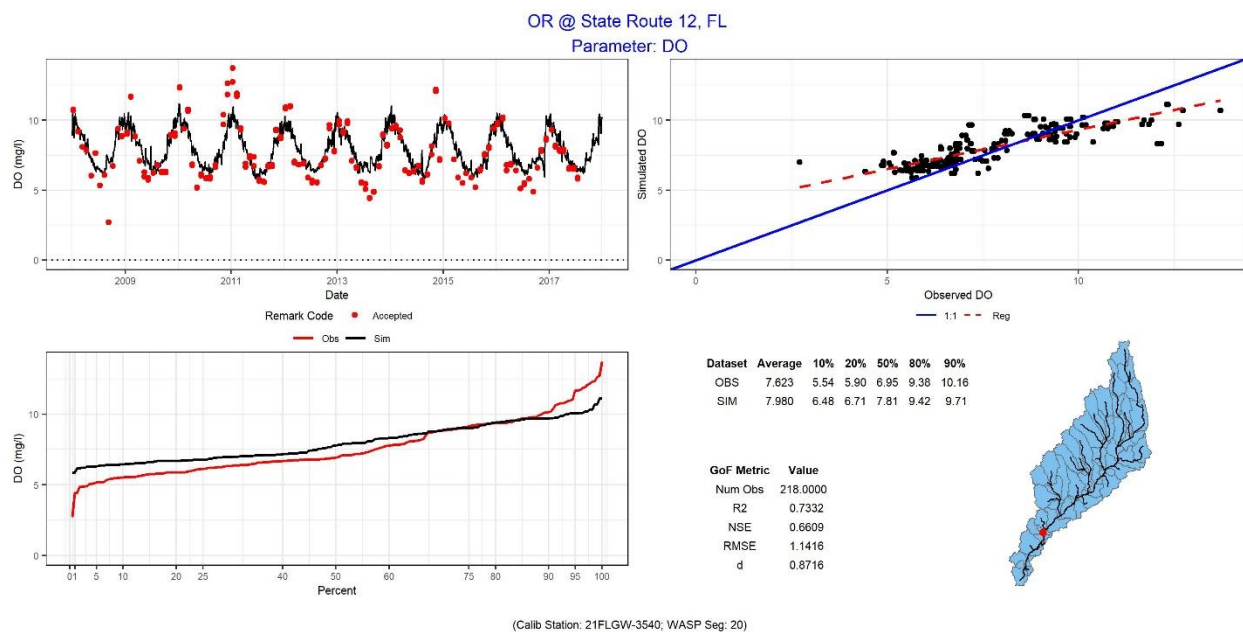 OR @ State Route 12, FL
Parameter: DO
DO (mg/l)
10
5
0
2009 2011 2013 2015 2017
Date
Remark Code Accepted
Simulated DO
10
5
0
0 5 10
Observed DO
1:1 Reg
Obs Sim
DO (mg/l)
10
5
0
0 1 5 10 20 25 40 50 60 75 80 90 95 100
Percent
Dataset Average 10% 20% 50% 80% 90%
OBS 7.623 5.54 5.90 6.95 9.38 10.16
SIM 7.980 6.48 6.71 7.81 9.42 9.71
GoF Metric Value
Num Obs 218.0000
R2 0.7332
NSE 0.6609
RMSE 1.1416
d 0.8716
(Calib Station: 21FLGW-3540; WASP Seg: 20)